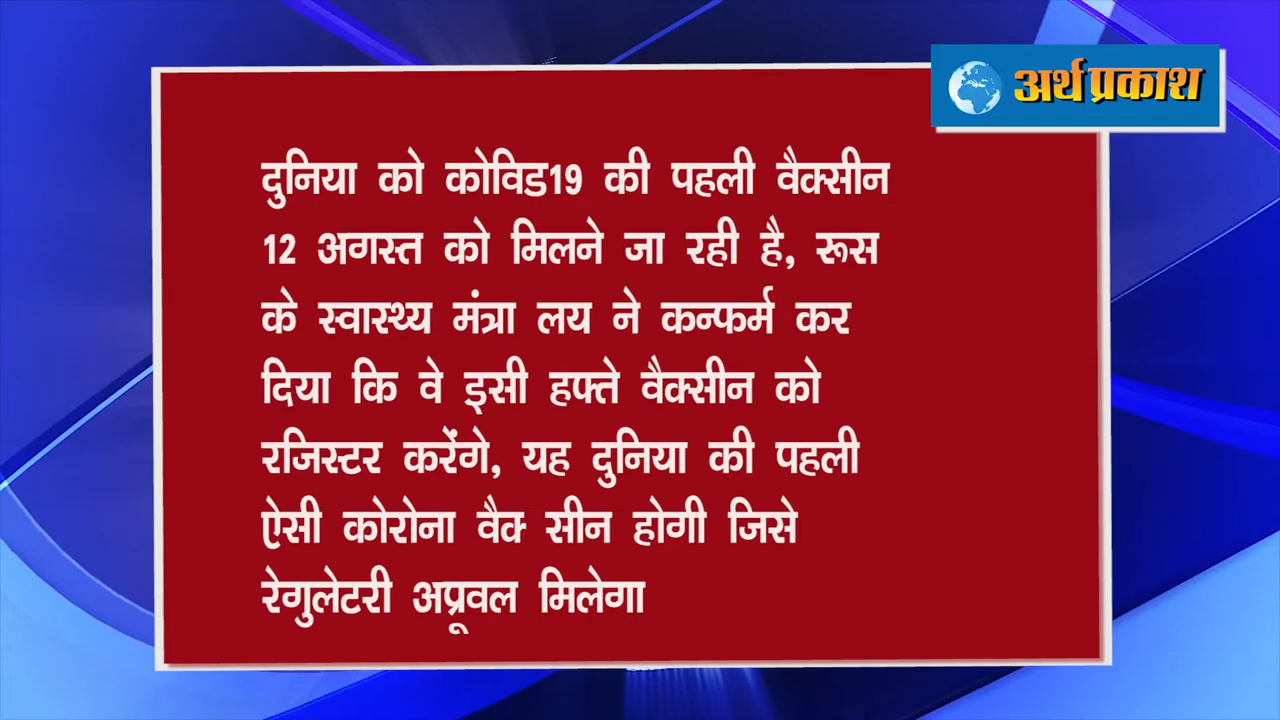 अर्थ प्रकाश
दुनिया को कोविड19 की पहली वैक्सीन
12 अगस्त को मिलने जा रही है, रूस
के स्वास्थ्य मंत्रा लय ने कन्फर्म कर
दिया कि वे इसी हफ्ते वैक्सीन को
रजिस्टर करेंगे, यह दुनिया की पहली
ऐसी कोरोना वैक्‍ सीन होगी जिसे
रेगुलेटरी अप्रूवल मिलेगा